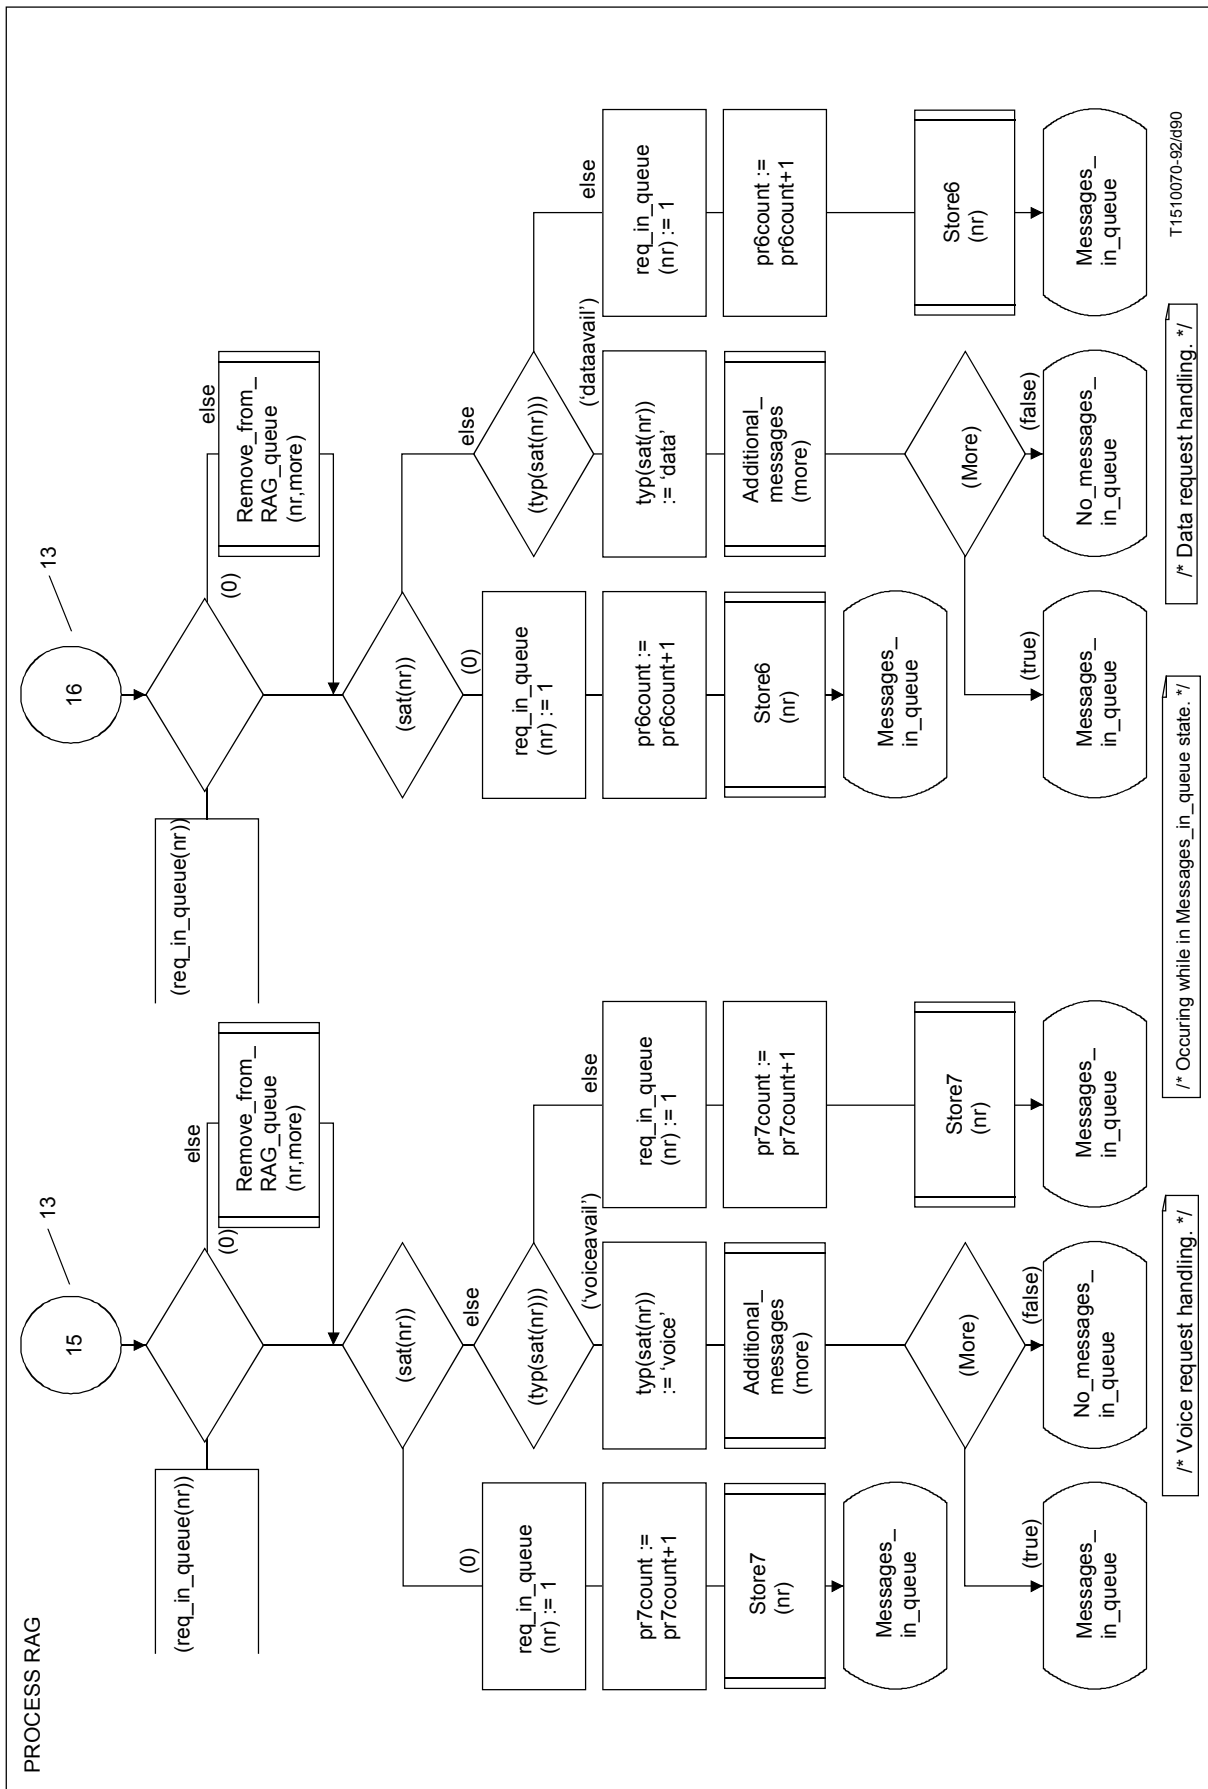 PROCESS RAG
15
13
(req_in_queue(nr))
else
(0)
Remove_from_
RAG_queue
(nr,more)
(sat(nr))
(0)
else
req_in_queue
(nr) := 1
pr7count :=
pr7count+1
Store7
(nr)
Messages_
in_queue
(typ(sat(nr)))
('voiceavail')
else
typ(sat(nr))
:= 'voice'
Additional_
messages
(more)
(More)
(true)
(false)
Messages_
in_queue
No_messages_
in_queue
req_in_queue
(nr) := 1
pr7count :=
pr7count+1
Store7
(nr)
Messages_
in_queue
/* Voice request handling. */
16
13
(req_in_queue(nr))
else
(0)
Remove_from_
RAG_queue
(nr,more)
(sat(nr))
(0)
else
req_in_queue
(nr) := 1
pr6count :=
pr6count+1
Store6
(nr)
Messages_
in_queue
(typ(sat(nr)))
('dataavail')
else
typ(sat(nr))
:= 'data'
Additional_
messages
(more)
(More)
(true)
(false)
Messages_
in_queue
No_messages_
in_queue
req_in_queue
(nr) := 1
pr6count :=
pr6count+1
Store6
(nr)
Messages_
in_queue
/* Occuring while in Messages_in_queue state. */
/* Data request handling. */
T1510070-92/d90